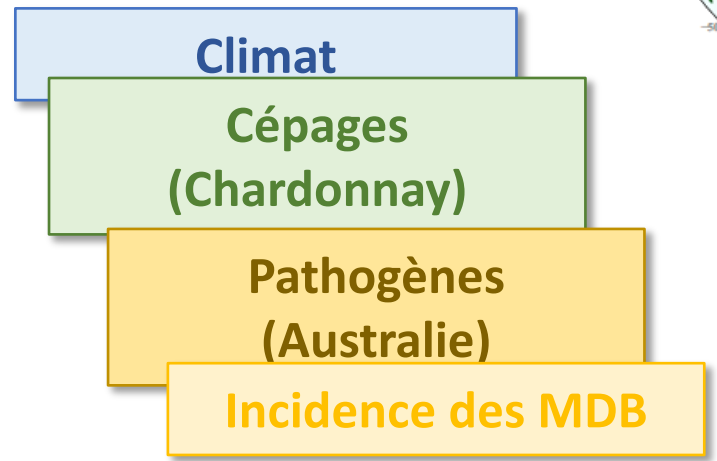 Climat
Cépages
(Chardonnay)
Pathogènes
(Australie)
Incidence des MDB